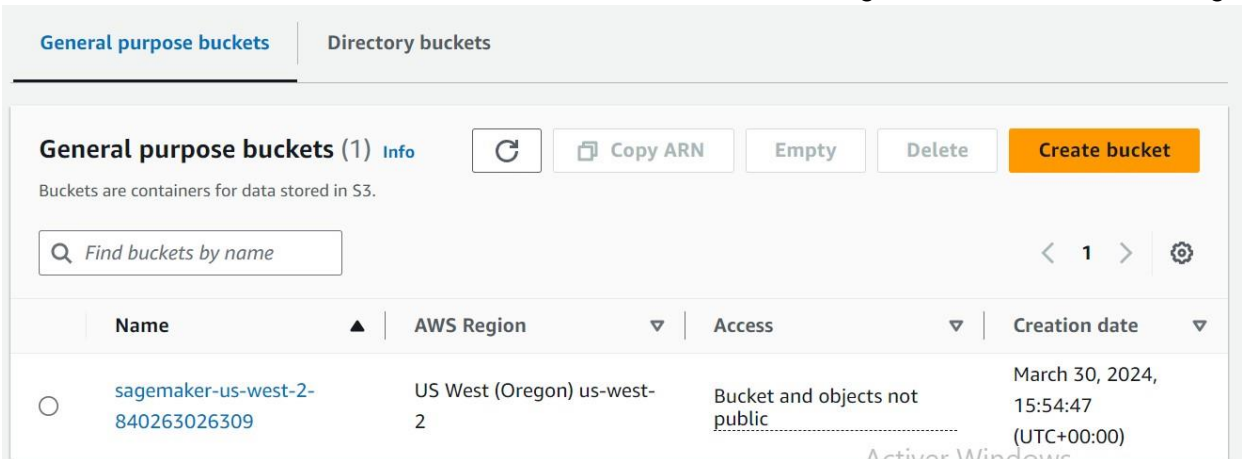 General purpose buckets Directory buckets
General purpose buckets (1) Info Copy ARN Empty Delete Create bucket
Buckets are containers for data stored in S3.
Find buckets by name 1
Name AWS Region Access Creation date
sagemaker-us-west-2-
840263026309
US West (Oregon) us-west-
2
Bucket and objects not
public
March 30, 2024,
15:54:47
(UTC+00:00)
Activer Windows